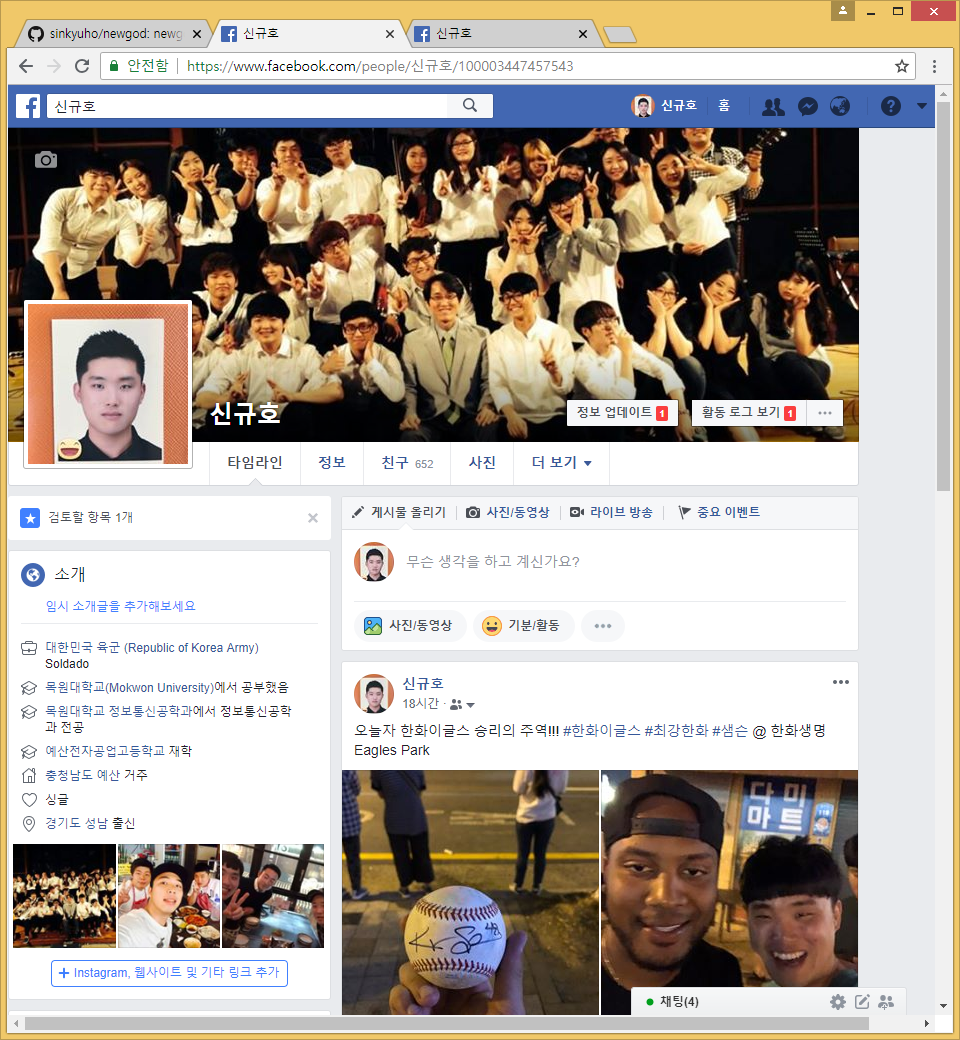 sinkyuho/newgod: newg
신규호
신규호
안전함
https://www.facebook.com/people/신규호/100003447457543
신규호
신규호
홈
신규호
정보 업데이트 1
활동 로그 보기 1
타임라인
정보
친구 652
사진
더 보기
검토할 항목 1개
소개
임시 소개글을 추가해보세요
대한민국 육군 (Republic of Korea Army)
Soldado
목원대학교(Mokwon University)에서 공부했음
목원대학교 정보통신공학과에서 정보통신공학
과 전공
예산전자공업고등학교 재학
충청남도 예산 거주
싱글
경기도 성남 출신
+ Instagram, 웹사이트 및 기타 링크 추가
게시물 올리기
사진/동영상
라이브 방송
중요 이벤트
무슨 생각을 하고 계신가요?
사진/동영상
기분/활동
신규호
18시간
오늘자 한화이글스 승리의 주역!!! #한화이글스 #최강한화 #샘슨 @ 한화생명
Eagles Park
다미
마트
채팅(4)